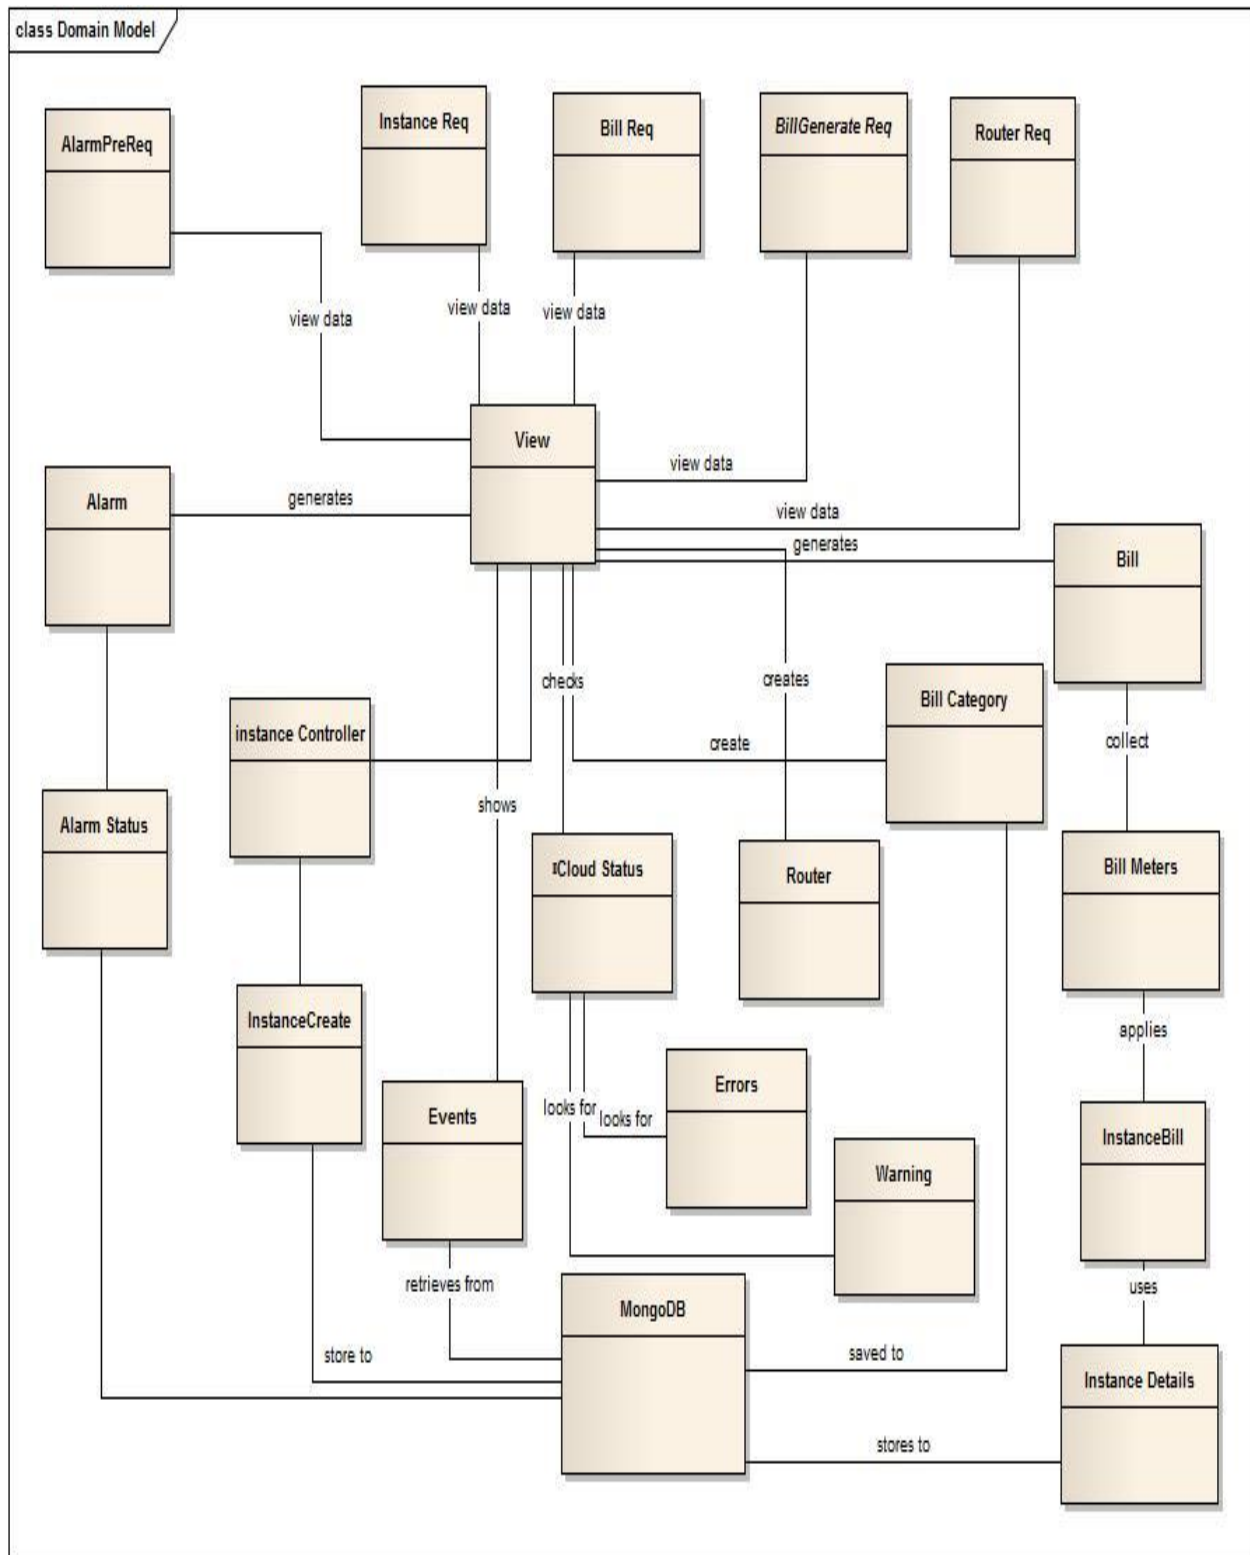 class Domain Model
AlarmPreReq
Instance Req
Bill Req
BillGenerate Req
Router Req
view data
view data
view data
View
view data
Alarm
generates
view data
generates
Bill
checks
creates
Bill Category
instance Controller
create
collect
shows
Alarm Status
Cloud Status
Router
Bill Meters
InstanceCreate
applies
Errors
Events
looks for
looks for
InstanceBill
Warning
retrieves from
uses
MongoDB
store to
saved to
Instance Details
stores to